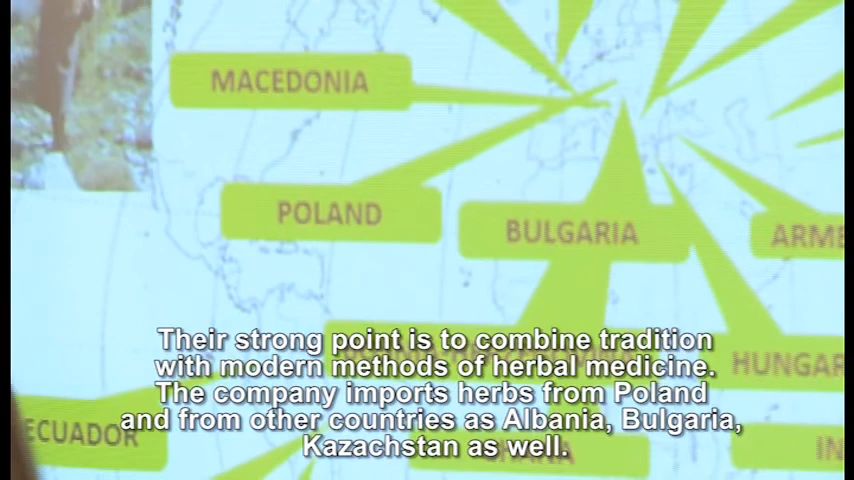 MACEDONIA
POLAND
BULGARIA
ARME
HUNGAR
ECUADOR
GHANA
IN
Their strong point is to combine tradition
with modern methods of herbal medicine.
The company imports herbs from Poland
and from other countries as Albania, Bulgaria,
Kazachstan as well.